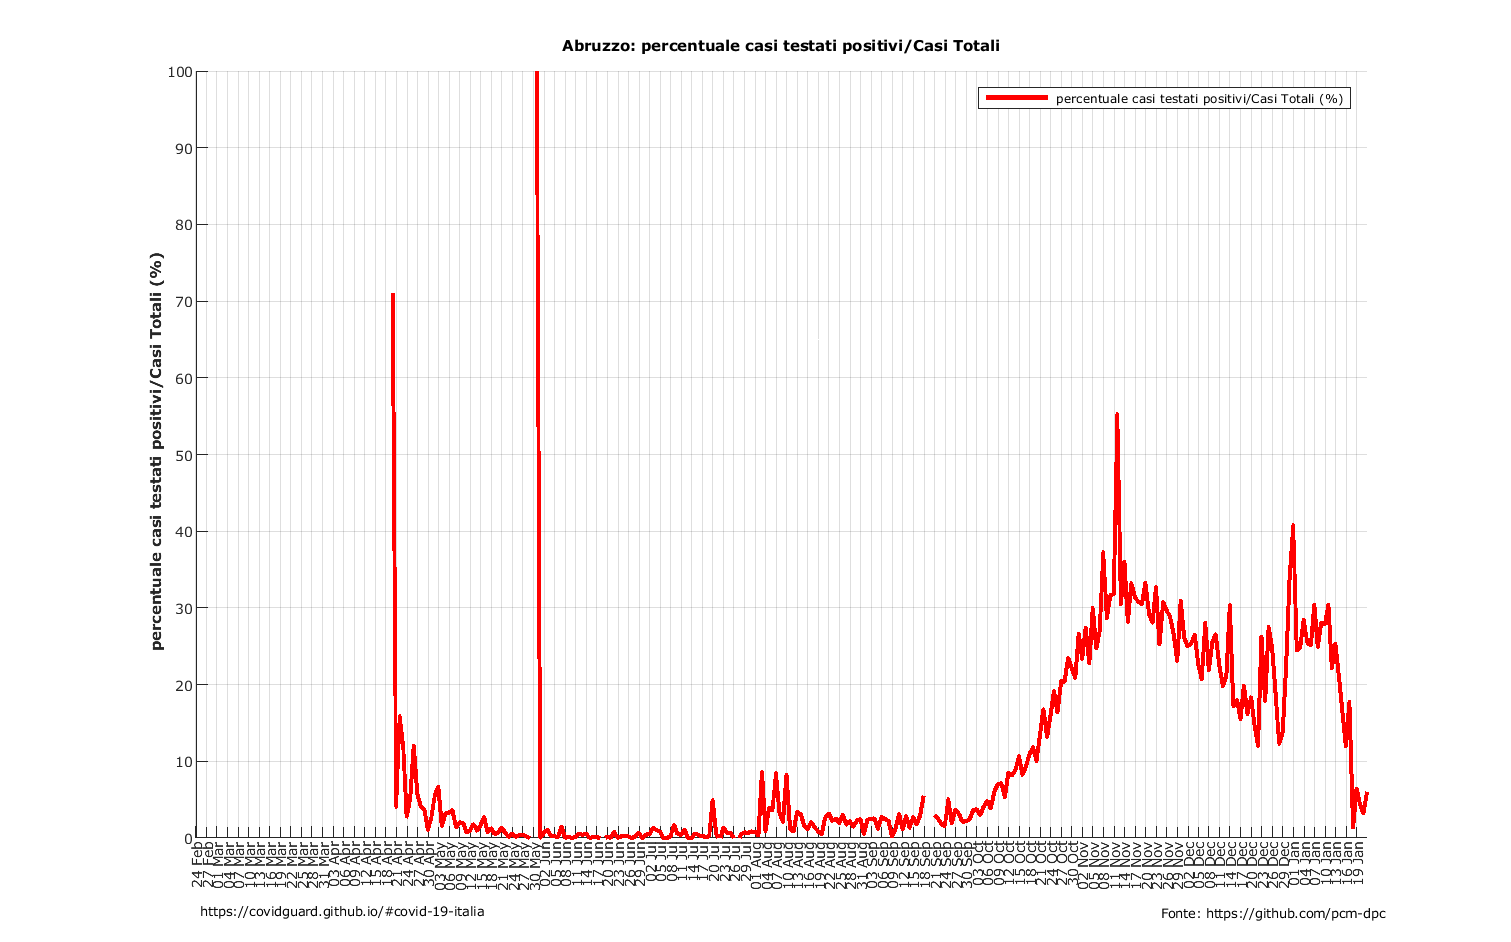 Abruzzo: percentuale casi testati positivi/Casi Totali
percentuale casi testati positivi/Casi Totali (%)
percentuale casi testati positivi/Casi Totali (%)
100
90
80
70
60
50
40
30
20
10
0
24 Feb
27 Feb
01 Mar
04 Mar
07 Mar
10 Mar
13 Mar
16 Mar
19 Mar
22 Mar
25 Mar
28 Mar
31 Mar
03 Apr
06 Apr
09 Apr
12 Apr
15 Apr
18 Apr
21 Apr
24 Apr
27 Apr
30 Apr
03 May
06 May
09 May
12 May
15 May
18 May
21 May
24 May
27 May
30 May
02 Jun
05 Jun
08 Jun
11 Jun
14 Jun
17 Jun
20 Jun
23 Jun
26 Jun
29 Jun
02 Jul
05 Jul
08 Jul
11 Jul
14 Jul
17 Jul
20 Jul
23 Jul
26 Jul
29 Jul
01 Aug
04 Aug
07 Aug
10 Aug
13 Aug
16 Aug
19 Aug
22 Aug
25 Aug
28 Aug
31 Aug
03 Sep
06 Sep
09 Sep
12 Sep
15 Sep
18 Sep
21 Sep
24 Sep
27 Sep
30 Sep
03 Oct
06 Oct
09 Oct
12 Oct
15 Oct
18 Oct
21 Oct
24 Oct
27 Oct
30 Oct
02 Nov
05 Nov
08 Nov
11 Nov
14 Nov
17 Nov
20 Nov
23 Nov
26 Nov
29 Nov
02 Dec
05 Dec
08 Dec
11 Dec
14 Dec
17 Dec
20 Dec
23 Dec
26 Dec
29 Dec
01 Jan
04 Jan
07 Jan
10 Jan
13 Jan
16 Jan
19 Jan
https://covidguard.github.io/#covid-19-italia
Fonte: https://github.com/pcm-dpc